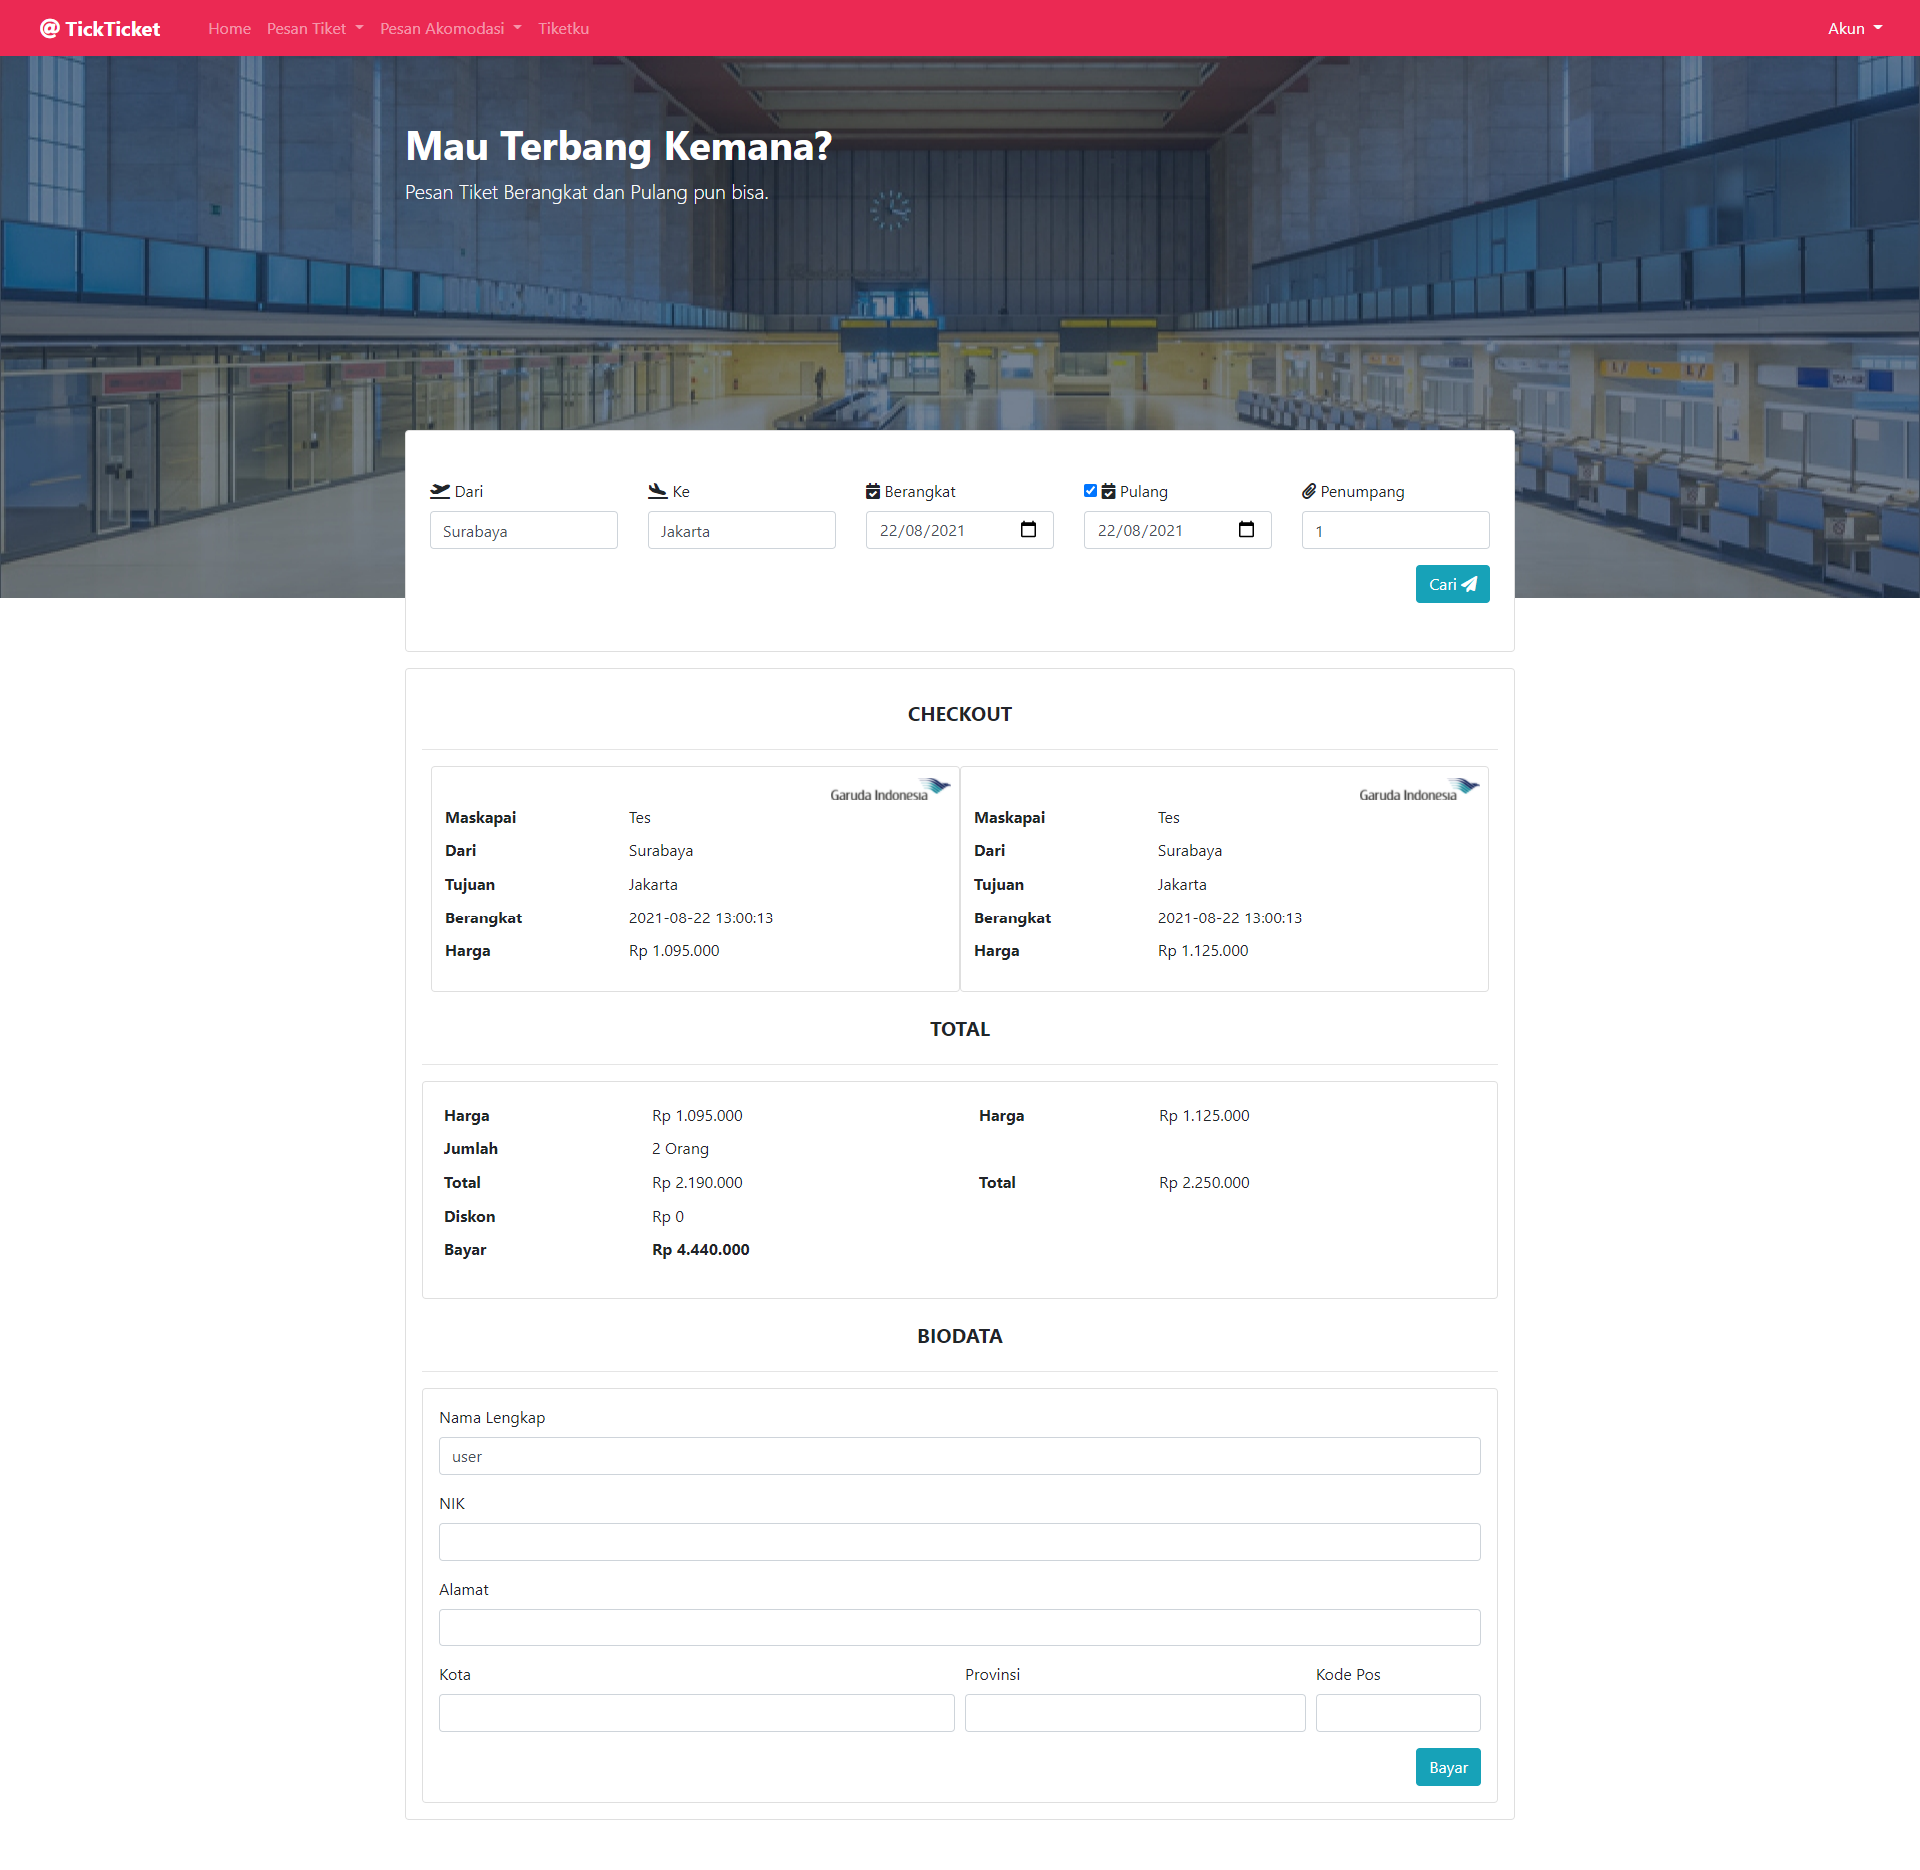 @ TickTicket Home Pesan Tiket Pesan Akomodasi Tiketku Akun
Mau Terbang Kemana?
Pesan Tiket Berangkat dan Pulang pun bisa.
Dari Ke Berangkat Pulang Penumpang
Surabaya Jakarta 22/08/2021 22/08/2021 1
Cari
CHECKOUT
Garuda Indonesia
Maskapai Tes
Dari Surabaya
Tujuan Jakarta
Berangkat 2021-08-22 13:00:13
Harga Rp 1.095.000
Garuda Indonesia
Maskapai Tes
Dari Surabaya
Tujuan Jakarta
Berangkat 2021-08-22 13:00:13
Harga Rp 1.125.000
TOTAL
Harga Rp 1.095.000 Harga Rp 1.125.000
Jumlah 2 Orang
Total Rp 2.190.000 Total Rp 2.250.000
Diskon Rp 0
Bayar Rp 4.440.000
BIODATA
Nama Lengkap
user
NIK
Alamat
Kota Provinsi Kode Pos
Bayar